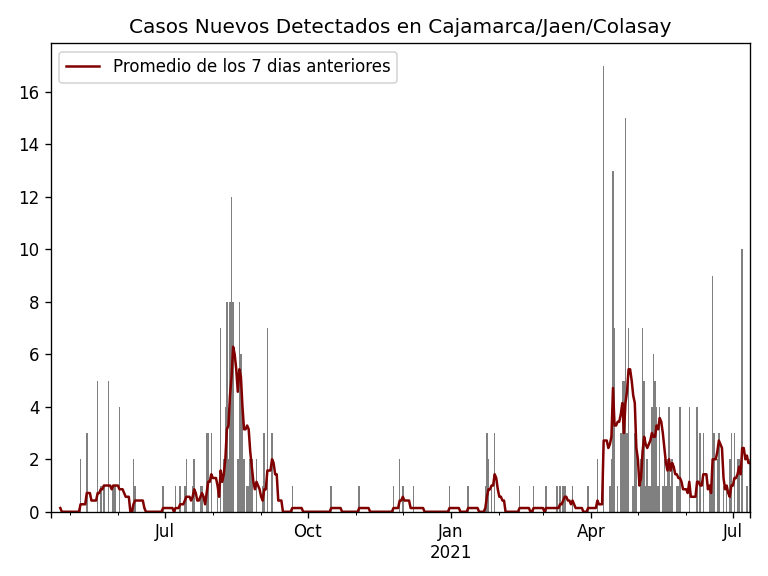 Casos Nuevos Detectados en Cajamarca/Jaen/Colasay
Promedio de los 7 dias anteriores
16
14
12
10
8
6
4
2
0
Jul
Oct
Jan
2021
Apr
Jul